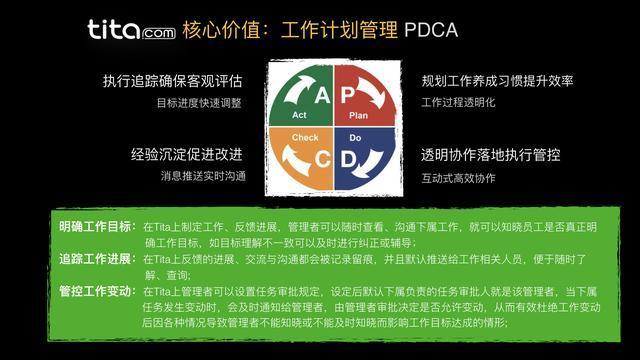 tita.com 核心价值：工作计划管理 PDCA
执行追踪确保客观评估
目标进度快速调整
规划工作养成习惯提升效率
工作过程透明化
A P
Act Plan
Check Do
C D
经验沉淀促进改进
消息推送实时沟通
透明协作落地执行管控
互动式高效协作
明确工作目标：在Tita上制定工作、反馈进展，管理者可以随时查看、沟通下属工作，就可以知晓员工是否真正明
确工作目标，如目标理解不一致可以及时进行纠正或辅导；
追踪工作进展：在Tita上反馈的进展、交流与沟通都会被记录留痕，并且默认推送给工作相关人员，便于随时了
解、查询；
管控工作变动：在Tita上管理者可以设置任务审批规定，设定后默认下属负责的任务审批人就是该管理者，当下属
任务发生变动时，会及时通知给管理者，由管理者审批决定是否允许变动，从而有效杜绝工作变动
后因各种情况导致管理者不能知晓或不能及时知晓而影响工作目标达成的情形;